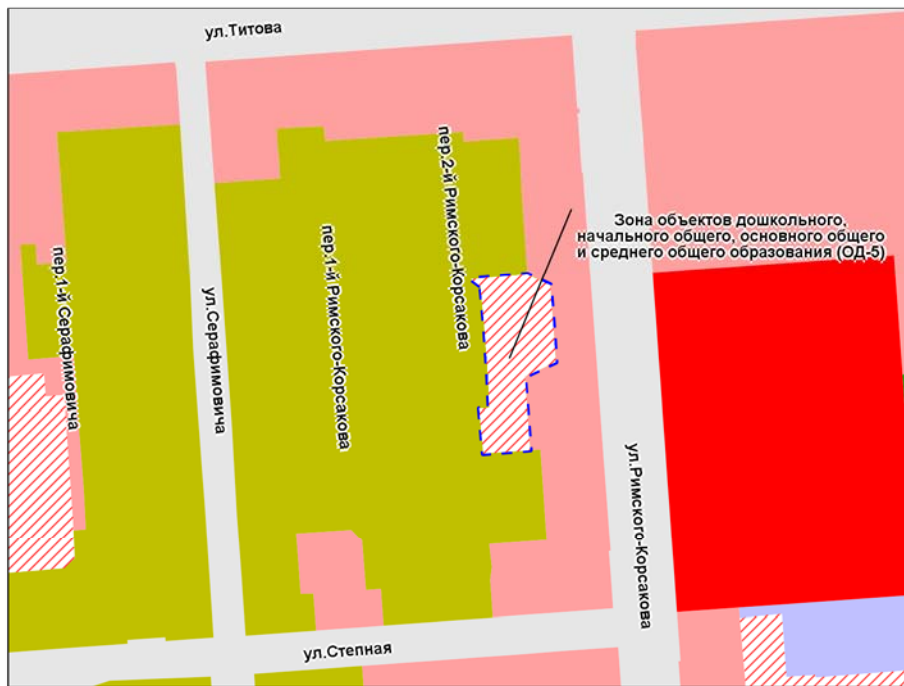 ул.Титова
пер.2-й Римского-Корсакова
Зона объектов дошкольного,
начального общего, основного общего
и среднего общего образования (ОД-5)
пер.1-й Римского-Корсакова
пер.1-й Серафимовича
ул.Серафимовича
ул.Римского-Корсакова
ул.Степная